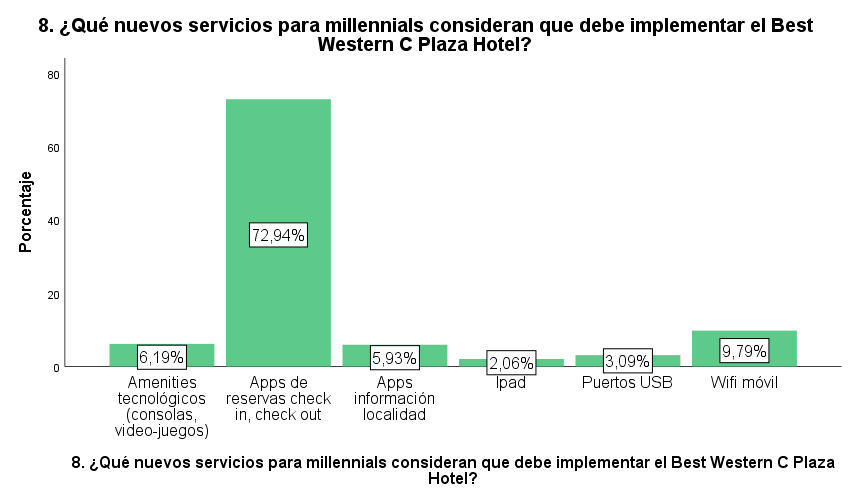 8. ¿Qué nuevos servicios para millennials consideran que debe implementar el Best
Western C Plaza Hotel?
80
60
40
20
0
Porcentaje
6,19%
72,94%
5,93%
2,06%
3,09%
9,79%
Amenities
tecnológicos
(consolas,
video-juegos)
Apps de
reservas check
in, check out
Apps
información
localidad
Ipad
Puertos USB
Wifi móvil
8. ¿Qué nuevos servicios para millennials consideran que debe implementar el Best Western C Plaza
Hotel?